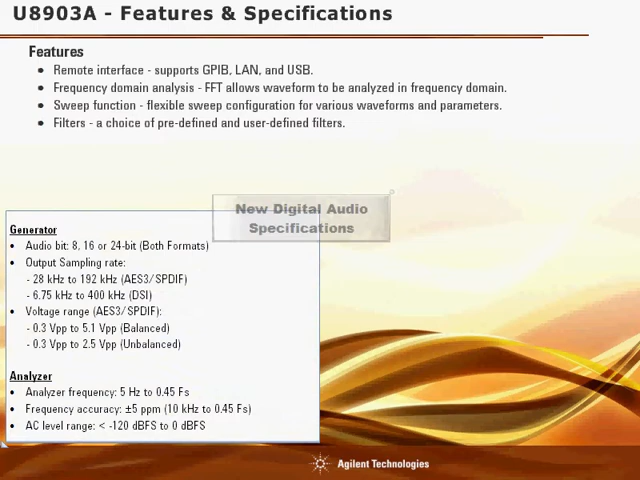 U8903A - Features & Specifications
Features
• Remote interface - supports GPIB, LAN, and USB.
• Frequency domain analysis - FFT allows waveform to be analyzed in frequency domain.
• Sweep function - flexible sweep configuration for various waveforms and parameters.
• Filters - a choice of pre-defined and user-defined filters.
New Digital Audio
Specifications
Generator
• Audio bit: 8, 16 or 24-bit (Both Formats)
• Output Sampling rate:
- 28 kHz to 192 kHz (AES3/SPDIF)
- 6.75 kHz to 400 kHz (DSI)
• Voltage range (AES3/SPDIF):
- 0.3 Vpp to 5.1 Vpp (Balanced)
- 0.3 Vpp to 2.5 Vpp (Unbalanced)
Analyzer
• Analyzer frequency: 5 Hz to 0.45 Fs
• Frequency accuracy: ±5 ppm (10 kHz to 0.45 Fs)
• AC level range: < -120 dBFS to 0 dBFS
Agilent Technologies